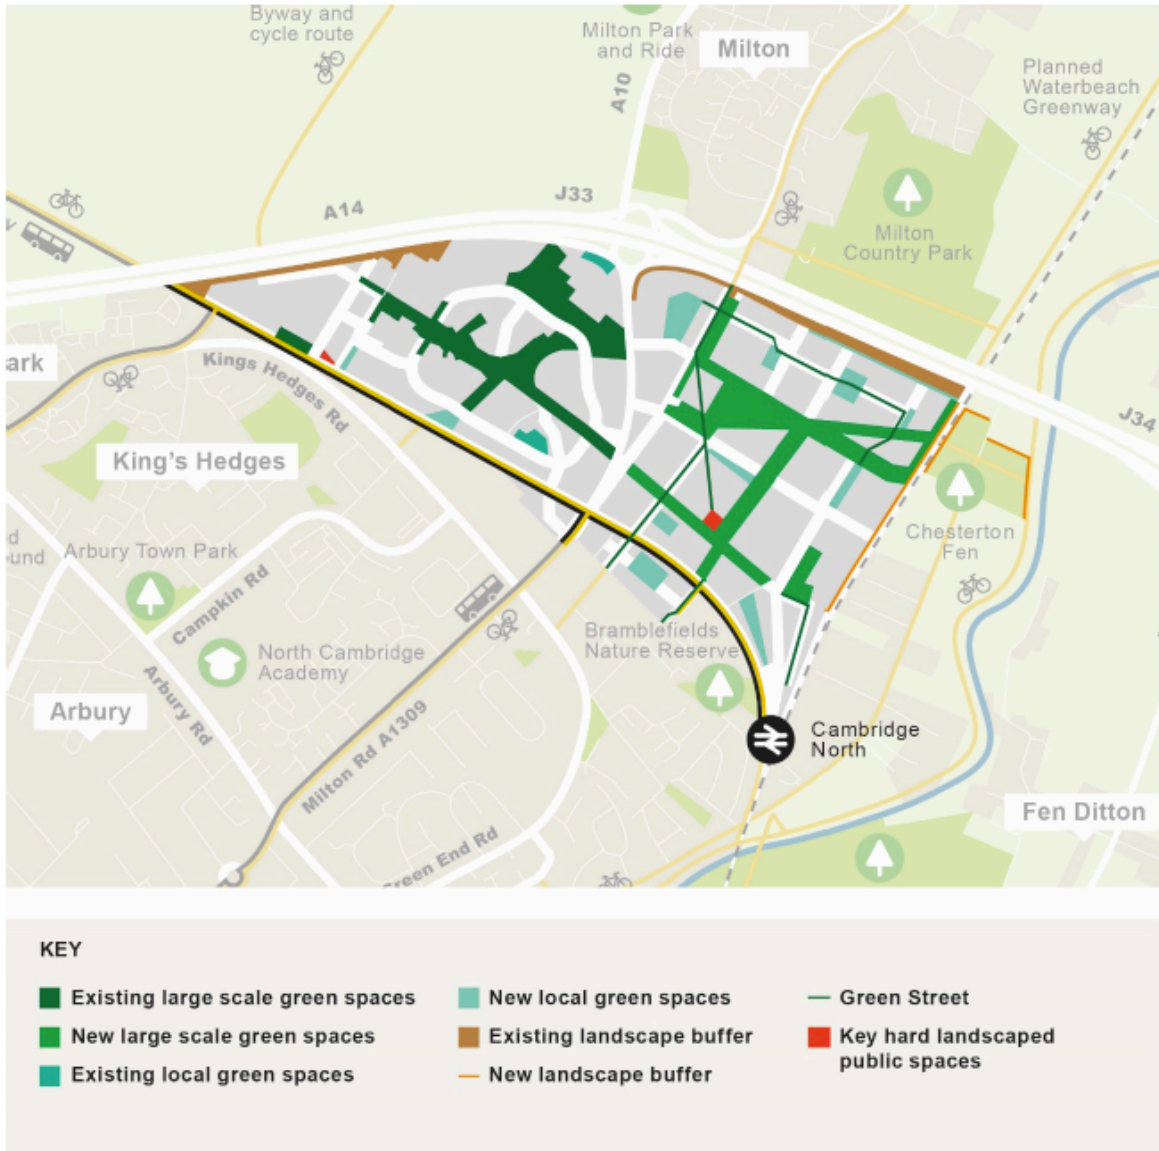 Byway and
cycle route
Milton Park
and Ride
Milton
A10
Planned
Waterbeach
Greenway
J33
A14
Milton
Country Park
ark
Kings Hedges Rd
J34
King's Hedges
Chesterton
Fen
Arbury Town Park
Campkin Rd
Bramblefields
Nature Reserve
North Cambridge
Academy
Arbury
Arbury Rd
Milton Rd A1309
Cambridge
North
Fen Ditton
Green End Rd
KEY
Existing large scale green spaces
New large scale green spaces
Existing local green spaces
New local green spaces
Existing landscape buffer
New landscape buffer
Green Street
Key hard landscaped
public spaces